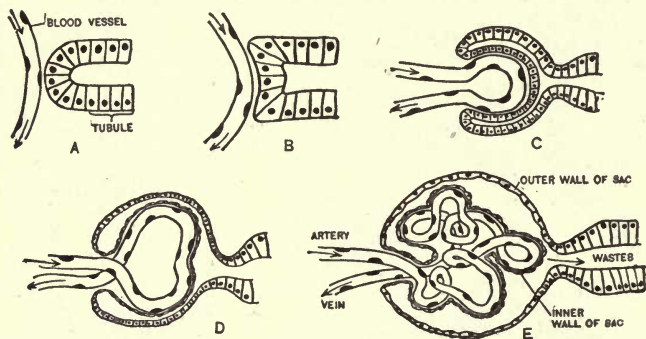 BLOOD VESSEL
TUBULE
A
B
C
D
OUTER WALL OF SAC
ARTERY
WASTES
VEIN
INNER
WALL OF SAC
E